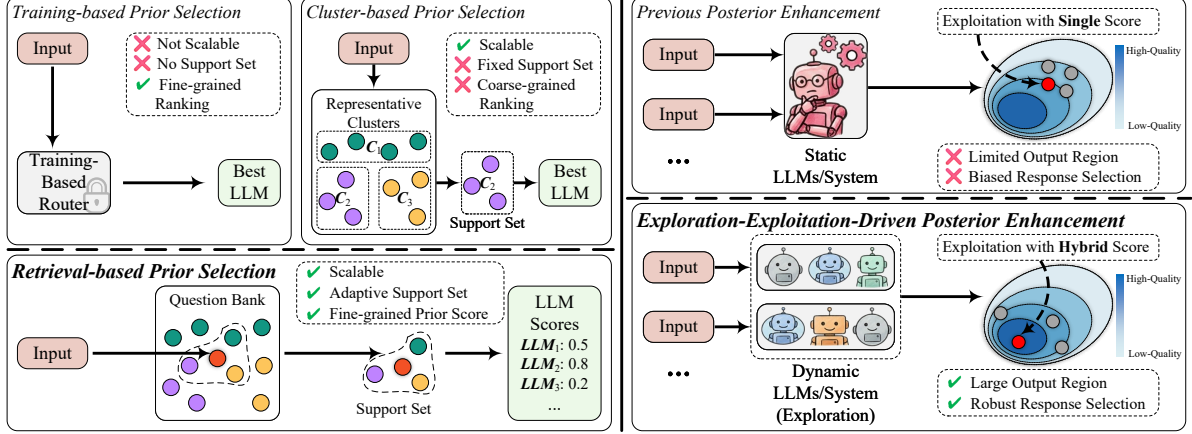 Training-based Prior Selection
Input
Not Scalable
No Support Set
Fine-grained
Ranking
Training-
Based
Router
Best
LLM
Cluster-based Prior Selection
Input
Scalable
Fixed Support Set
Coarse-grained
Ranking
Representative
Clusters
C1
C2
C3
C2
Support Set
Best
LLM
Retrieval-based Prior Selection
Scalable
Adaptive Support Set
Fine-grained Prior Score
Input
Question Bank
Support Set
LLM
Scores
LLM1: 0.5
LLM2: 0.8
LLM3: 0.2
...
Previous Posterior Enhancement
Input
Input
...
Static
LLMs/System
Exploitation with Single Score
High-Quality
Low-Quality
Limited Output Region
Biased Response Selection
Exploration-Exploitation-Driven Posterior Enhancement
Input
Input
...
Dynamic
LLMs/System
(Exploration)
Exploitation with Hybrid Score
High-Quality
Low-Quality
Large Output Region
Robust Response Selection